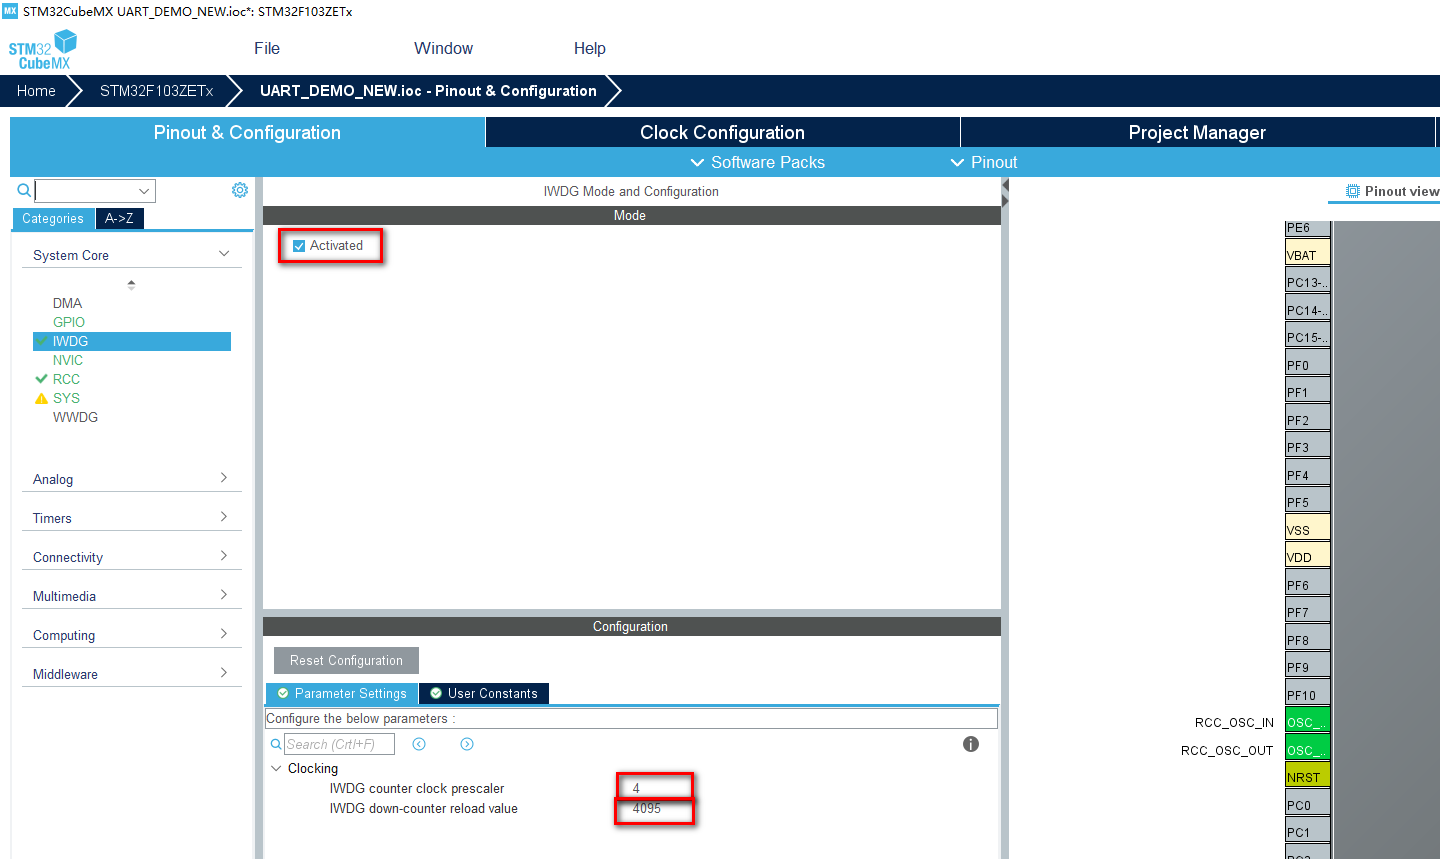 MX STM32CubeMX UART_DEMO_NEW.ioc*: STM32F103ZETx
STM32
CubeMX
File Window Help
Home STM32F103ZETx UART_DEMO_NEW.ioc - Pinout & Configuration
Pinout & Configuration Clock Configuration Project Manager
Software Packs Pinout
IWDG Mode and Configuration
Pinout view
Categories A->Z
Mode
Activated
System Core
DMA
GPIO
IWDG
NVIC
RCC
SYS
WWDG
Analog
Timers
Connectivity
Multimedia
Computing
Middleware
Configuration
Reset Configuration
Parameter Settings User Constants
Configure the below parameters :
Search (Crtl+F)
Clocking
IWDG counter clock prescaler 4
IWDG down-counter reload value 4095
PE6
VBAT
PC13-..
PC14-..
PC15-..
PF0
PF1
PF2
PF3
PF4
PF5
VSS
VDD
PF6
PF7
PF8
PF9
PF10
RCC_OSC_IN OSC_..
RCC_OSC_OUT OSC_..
NRST
PC0
PC1